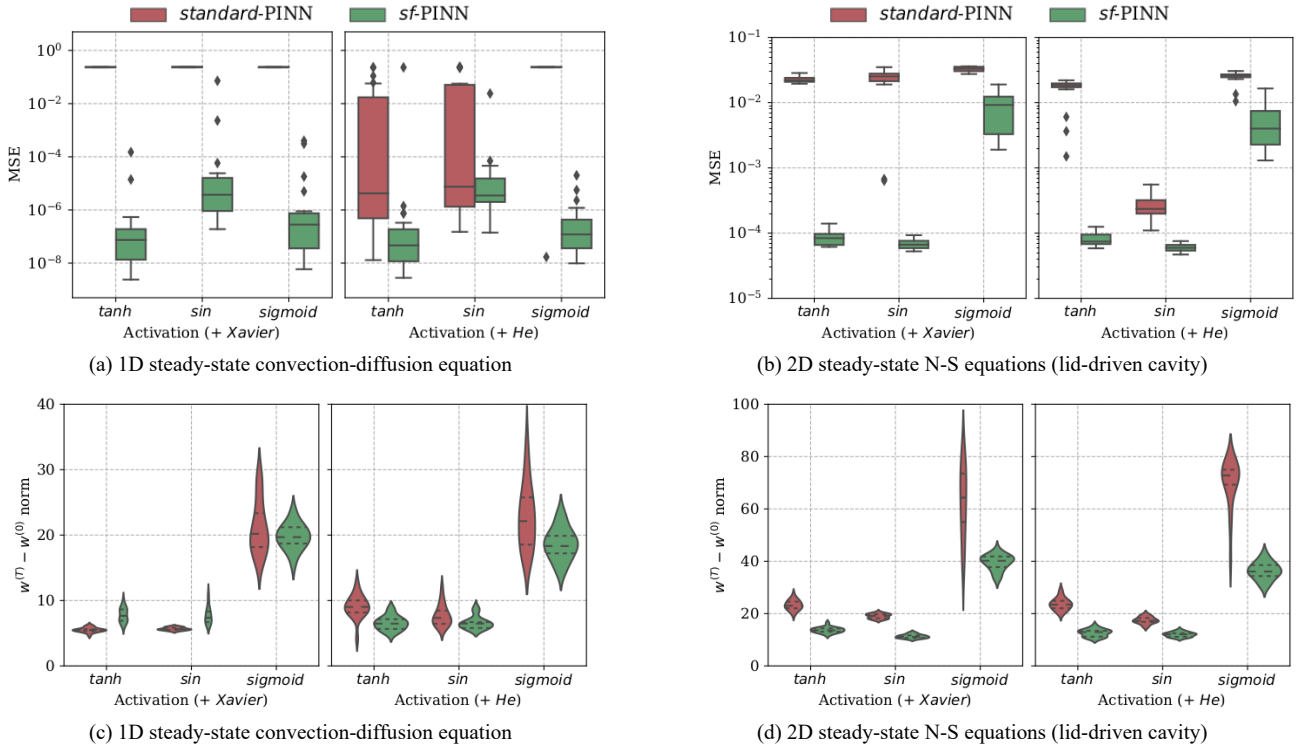 standard-PINN sf-PINN
standard-PINN sf-PINN
MSE
10⁰
10⁻²
10⁻⁴
10⁻⁶
10⁻⁸
tanh sin sigmoid
Activation (+ Xavier)
tanh sin sigmoid
Activation (+ He)
(a) 1D steady-state convection-diffusion equation
MSE
10⁻¹
10⁻²
10⁻³
10⁻⁴
10⁻⁵
tanh sin sigmoid
Activation (+ Xavier)
tanh sin sigmoid
Activation (+ He)
(b) 2D steady-state N-S equations (lid-driven cavity)
w⁽ᵀ⁾ − w⁽⁰⁾ norm
40
30
20
10
0
tanh sin sigmoid
Activation (+ Xavier)
tanh sin sigmoid
Activation (+ He)
(c) 1D steady-state convection-diffusion equation
w⁽ᵀ⁾ − w⁽⁰⁾ norm
100
80
60
40
20
0
tanh sin sigmoid
Activation (+ Xavier)
tanh sin sigmoid
Activation (+ He)
(d) 2D steady-state N-S equations (lid-driven cavity)